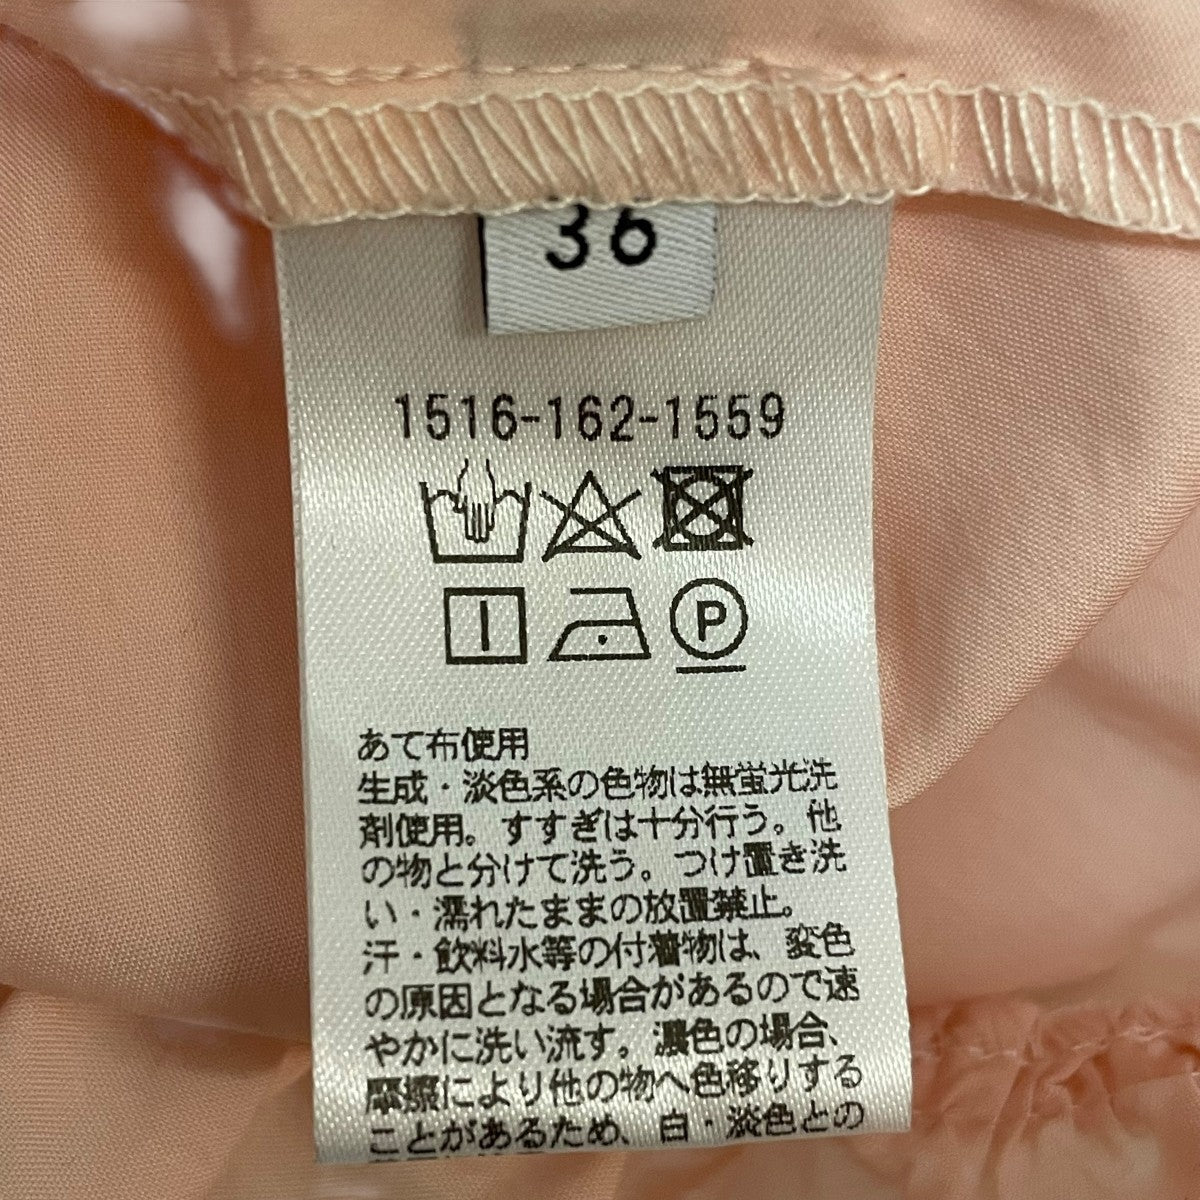 36
1516-162-1559
P
あて布使用
生成・淡色系の色物は無蛍光洗
剤使用。すすぎは十分行う。他
の物と分けて洗う。つけ置き洗
い・濡れたままの放置禁止。
汗・飲料水等の付着物は、変色
の原因となる場合があるので速
やかに洗い流す。濃色の場合、
摩擦により他の物へ色移りする
ことがあるため、白・淡色との